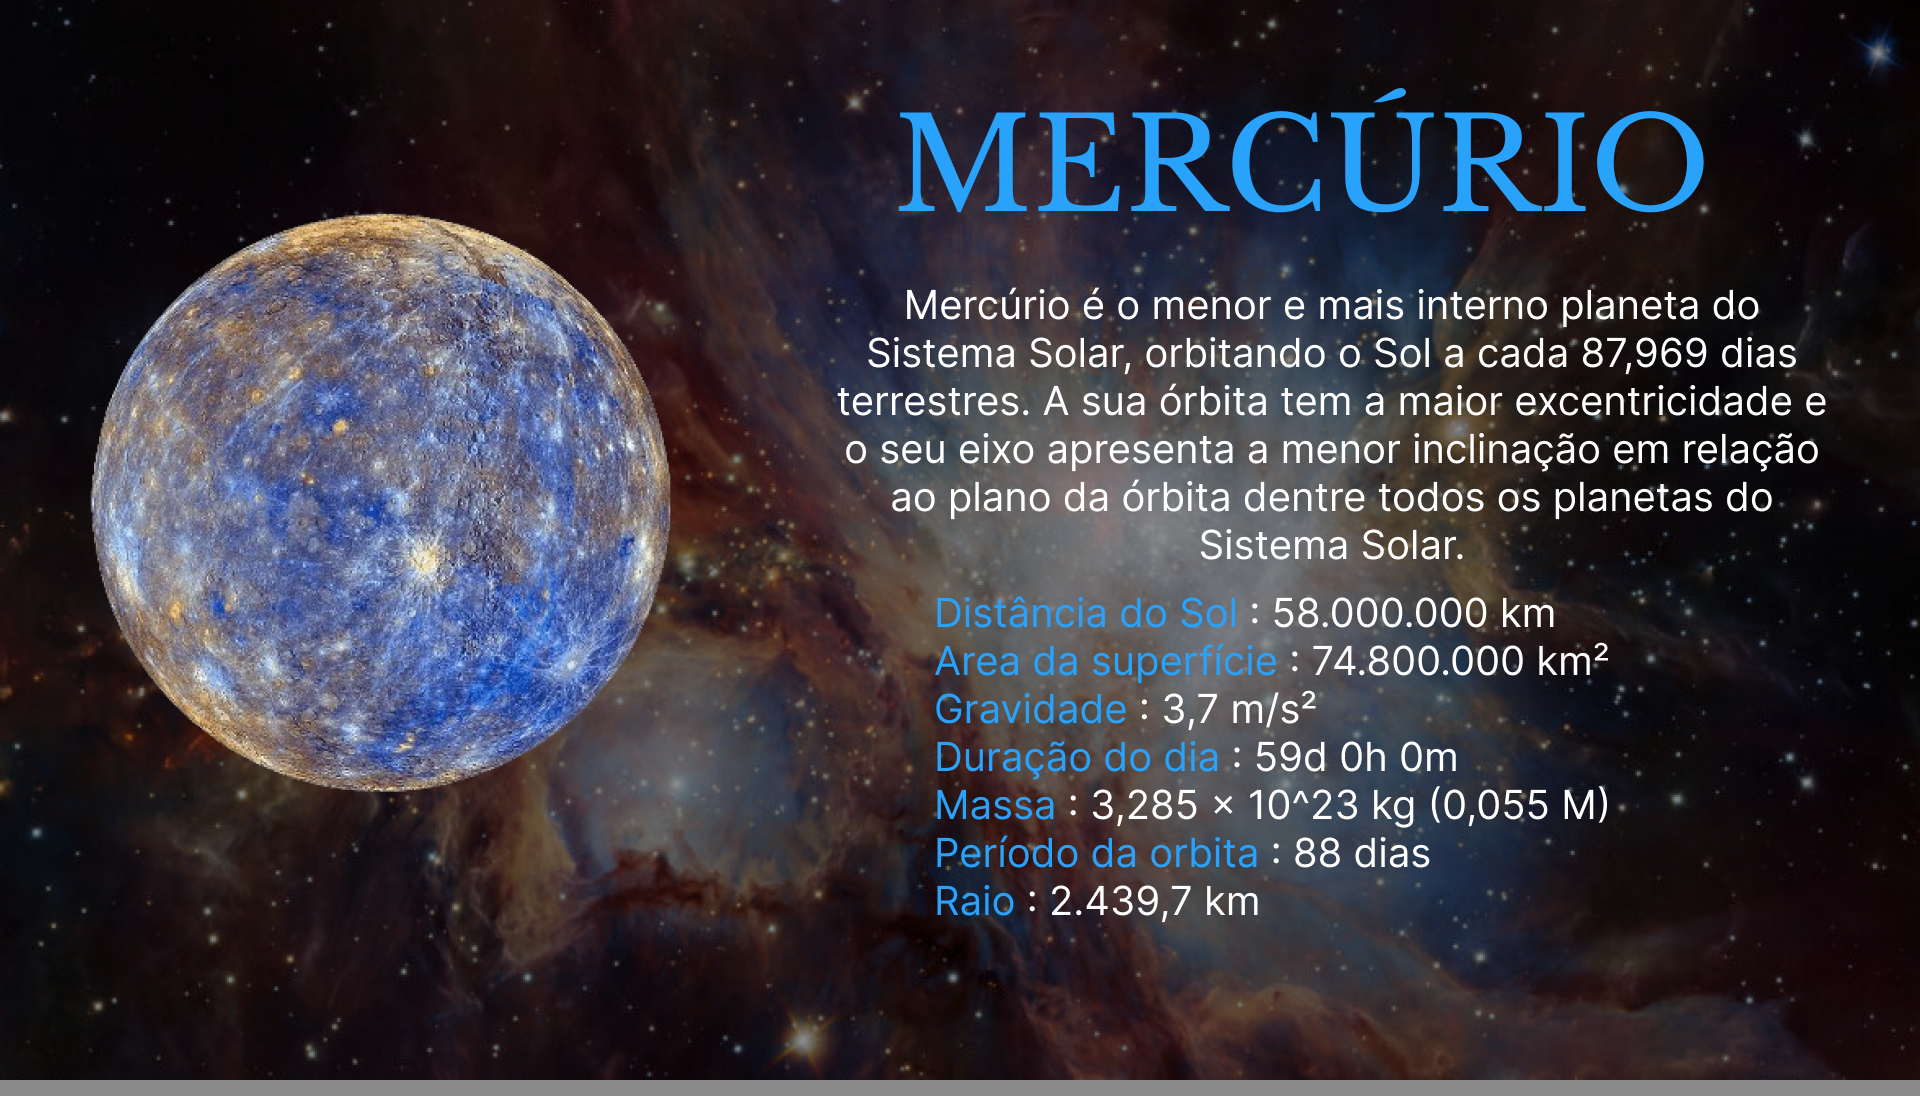 MERCÚRIO
Mercúrio é o menor e mais interno planeta do
Sistema Solar, orbitando o Sol a cada 87,969 dias
terrestres. A sua órbita tem a maior excentricidade e
o seu eixo apresenta a menor inclinação em relação
ao plano da órbita dentre todos os planetas do
Sistema Solar.
Distância do Sol : 58.000.000 km
Area da superfície : 74.800.000 km²
Gravidade : 3,7 m/s²
Duração do dia : 59d 0h 0m
Massa : 3,285 × 10^23 kg (0,055 M)
Período da orbita : 88 dias
Raio : 2.439,7 km